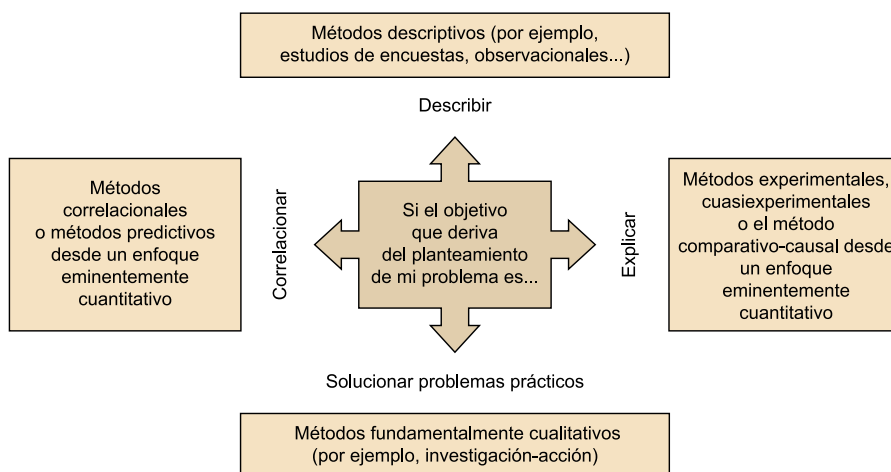 Métodos descriptivos (por ejemplo,
estudios de encuestas, observacionales...)
Describir
Métodos
correlacionales
o métodos predictivos
desde un enfoque
eminentemente
cuantitativo
Correlacionar
Si el objetivo
que deriva
del planteamiento
de mi problema es...
Explicar
Métodos experimentales,
cuasiexperimentales
o el método
comparativo-causal desde
un enfoque
eminentemente
cuantitativo
Solucionar problemas prácticos
Métodos fundamentalmente cualitativos
(por ejemplo, investigación-acción)